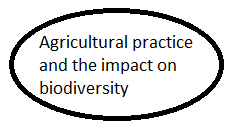 Agricultural practice
and the impact on
biodiversity